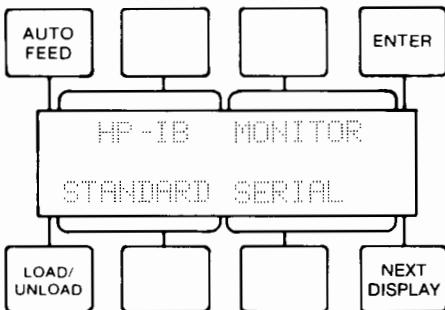 AUTO
FEED
ENTER
HP-IB MONITOR
STANDARD SERIAL
LOAD/
UNLOAD
NEXT
DISPLAY